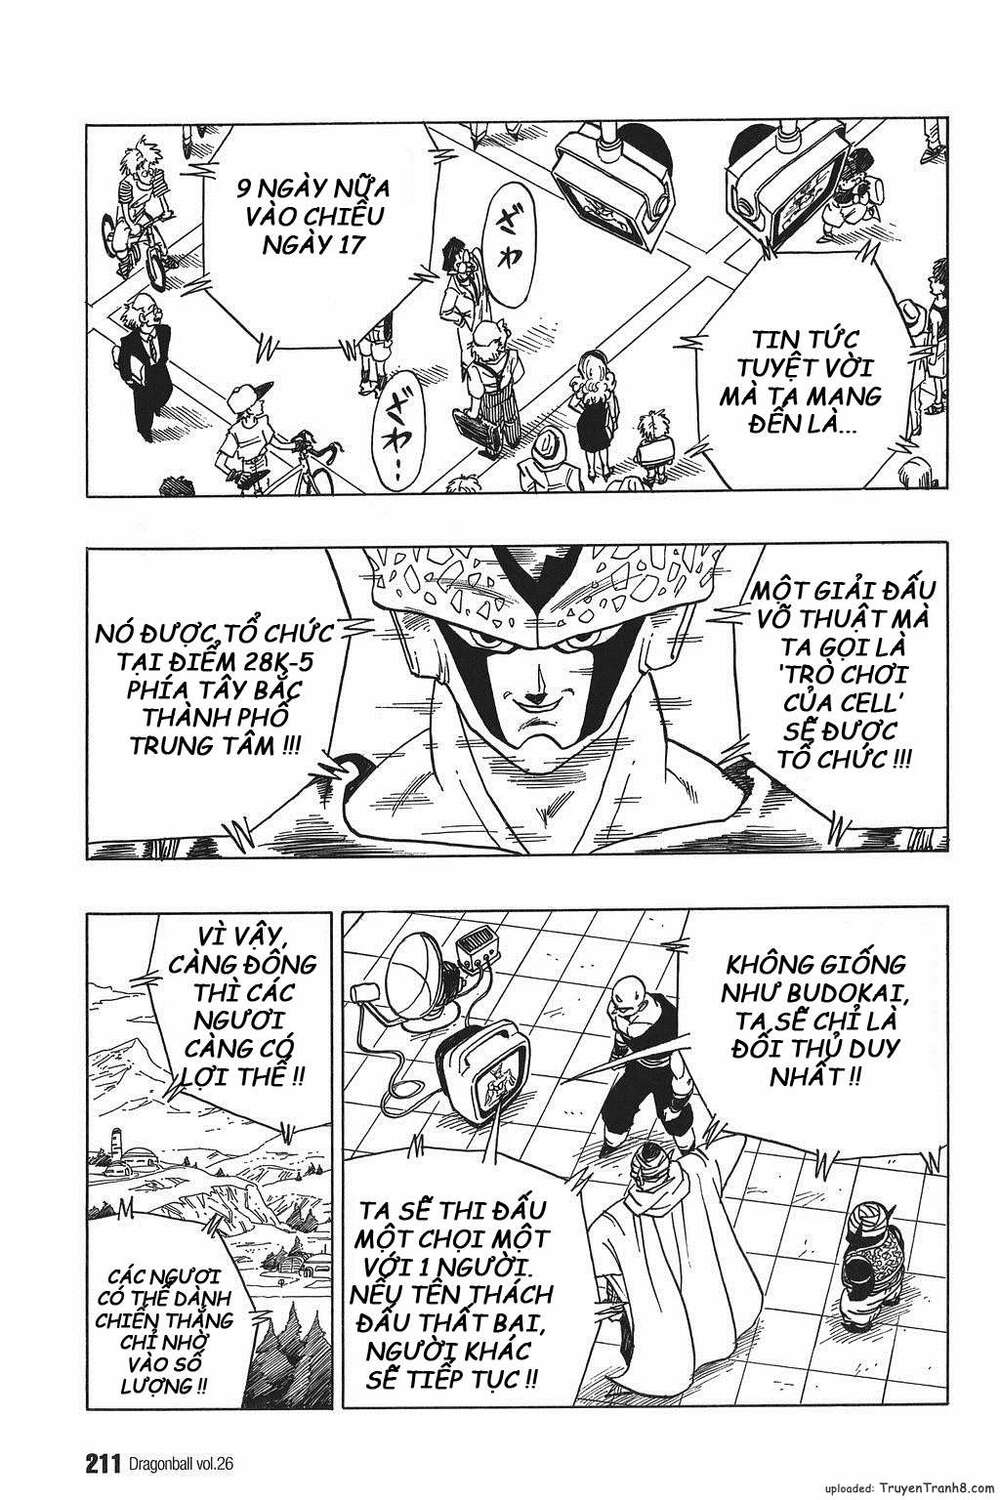 TIN TỨC
TUYỆT VỜI
MÀ TA MANG
ĐẾN LÀ...
ざわ
ざわ…
9 NGÀY NỮA
VÀO CHIỀU
NGÀY 17
MỘT GIẢI ĐẤU
VÕ THUẬT MÀ
TA GỌI LÀ
'TRÒ CHƠI
CỦA CELL'
SẼ ĐƯỢC
TỔ CHỨC !!!
NÓ ĐƯỢC TỔ CHỨC
TẠI ĐIỂM 28K-5
PHÍA TÂY BẮC
THÀNH PHỐ
TRUNG TÂM !!!
KHÔNG GIỐNG
NHƯ BUDOKAI,
TA SẼ CHỈ LÀ
ĐỐI THỦ DUY
NHẤT !!
TA SẼ THI ĐẤU
MỘT CHỌI MỘT
VỚI 1 NGƯỜI.
NẾU TÊN THÁCH
ĐẤU THẤT BẠI,
NGƯỜI KHÁC
SẼ TIẾP TỤC !!
VÌ VẬY,
CÀNG ĐÔNG
THÌ CÁC
NGƯƠI
CÀNG CÓ
LỢI THẾ !!
CÁC NGƯƠI
CÓ THỂ DÀNH
CHIẾN THẮNG
CHỈ NHỜ
VÀO SỐ
LƯỢNG !!
211 Dragonball vol.26
uploaded: TruyenTranh8.com